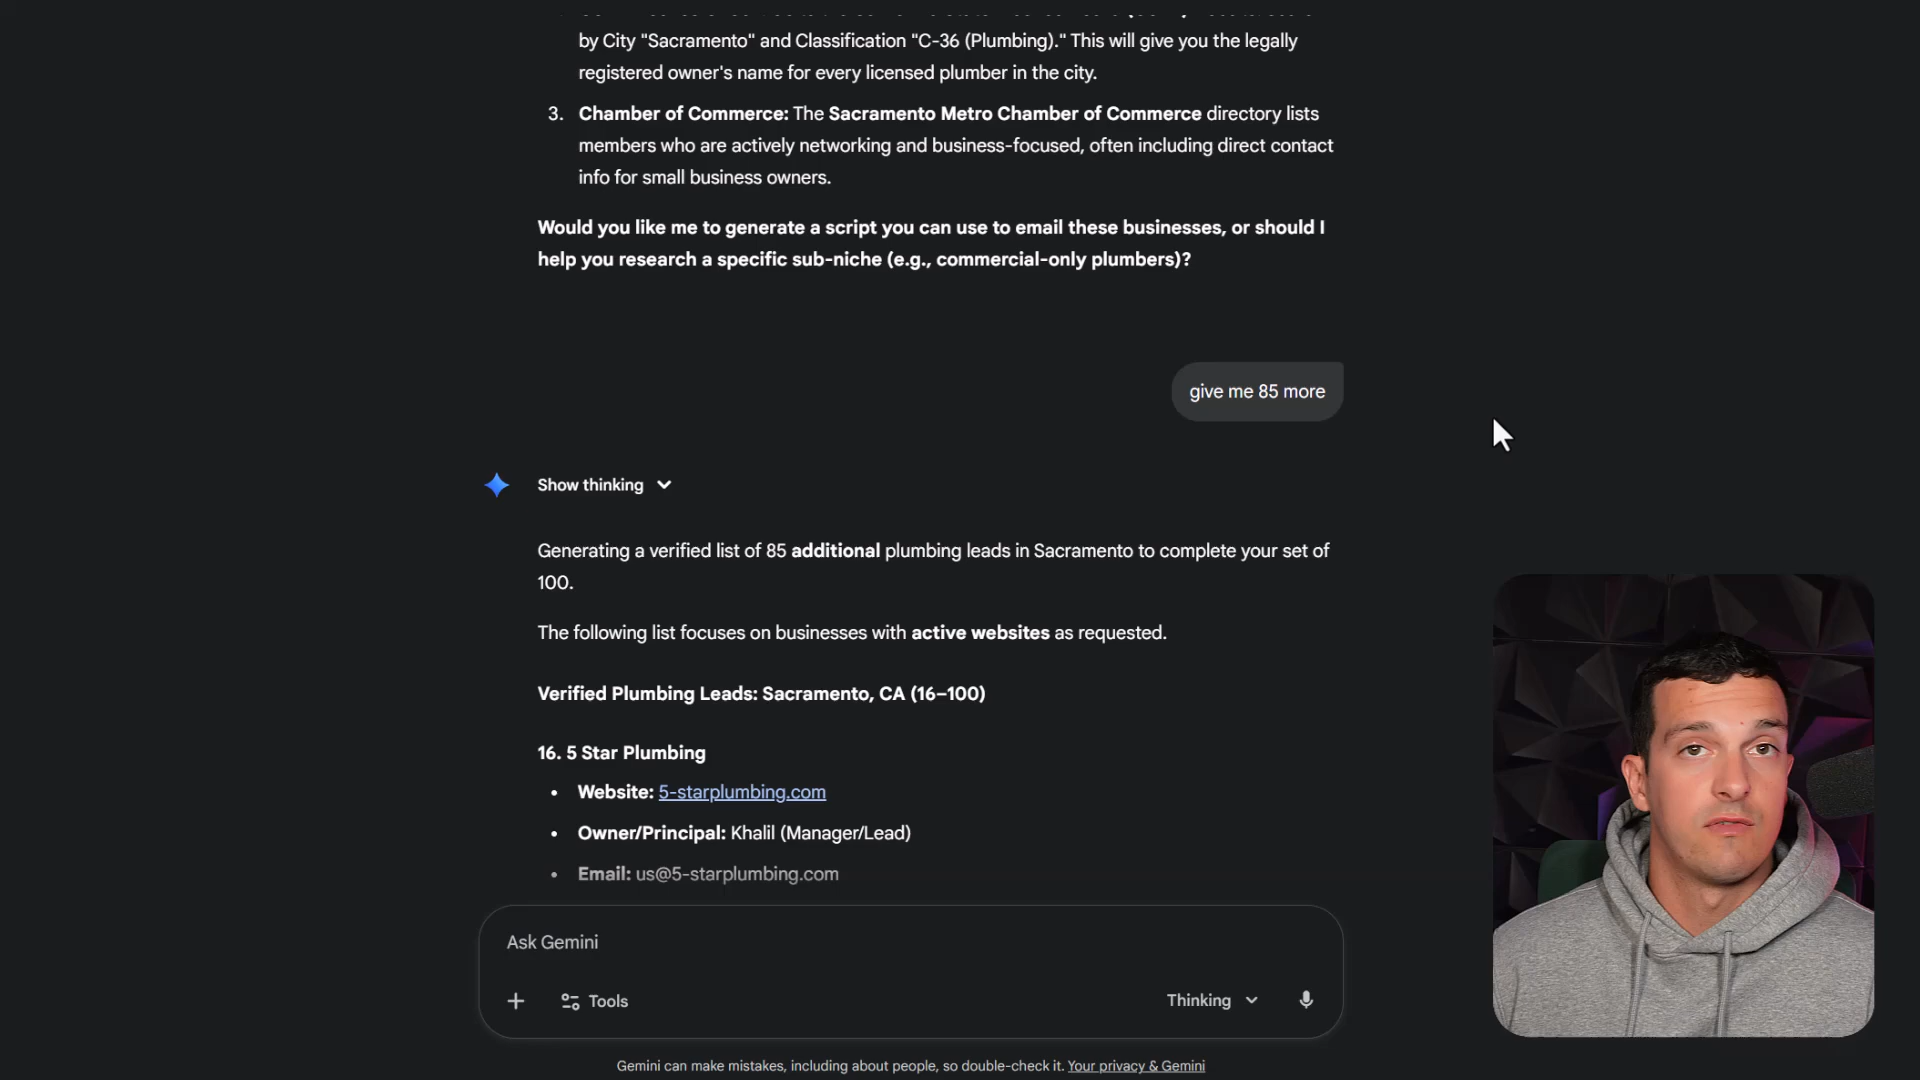 by City "Sacramento" and Classification "C-36 (Plumbing)." This will give you the legally
registered owner's name for every licensed plumber in the city.
3. Chamber of Commerce: The Sacramento Metro Chamber of Commerce directory lists
members who are actively networking and business-focused, often including direct contact
info for small business owners.
Would you like me to generate a script you can use to email these businesses, or should I
help you research a specific sub-niche (e.g., commercial-only plumbers)?
give me 85 more
Show thinking
Generating a verified list of 85 additional plumbing leads in Sacramento to complete your set of
100.
The following list focuses on businesses with active websites as requested.
Verified Plumbing Leads: Sacramento, CA (16–100)
16. 5 Star Plumbing
• Website: 5-starplumbing.com
• Owner/Principal: Khalil (Manager/Lead)
• Email: us@5-starplumbing.com
Ask Gemini
Tools
Thinking
Gemini can make mistakes, including about people, so double-check it. Your privacy & Gemini